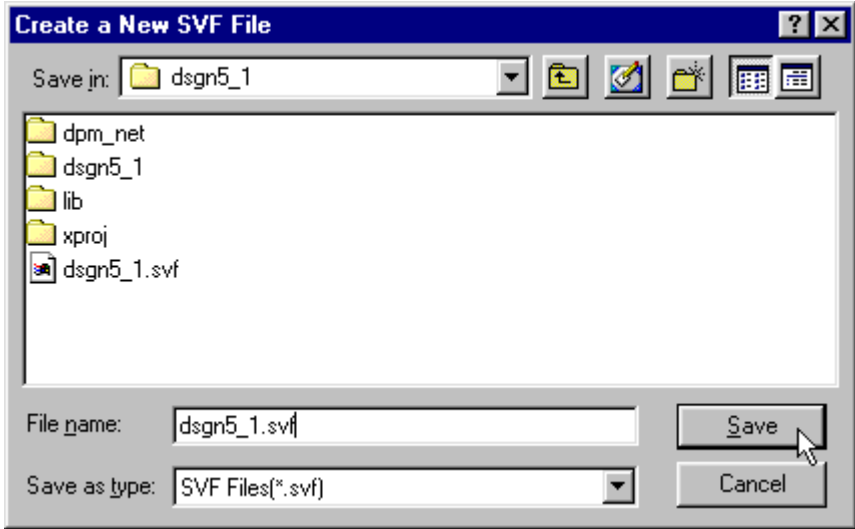 Create a New SVF File
Save in: dsgn5_1
dpm_net
dsgn5_1
lib
xproj
dsgn5_1.svf
File name: dsgn5_1.svf Save
Save as type: SVF Files(*.svf) Cancel